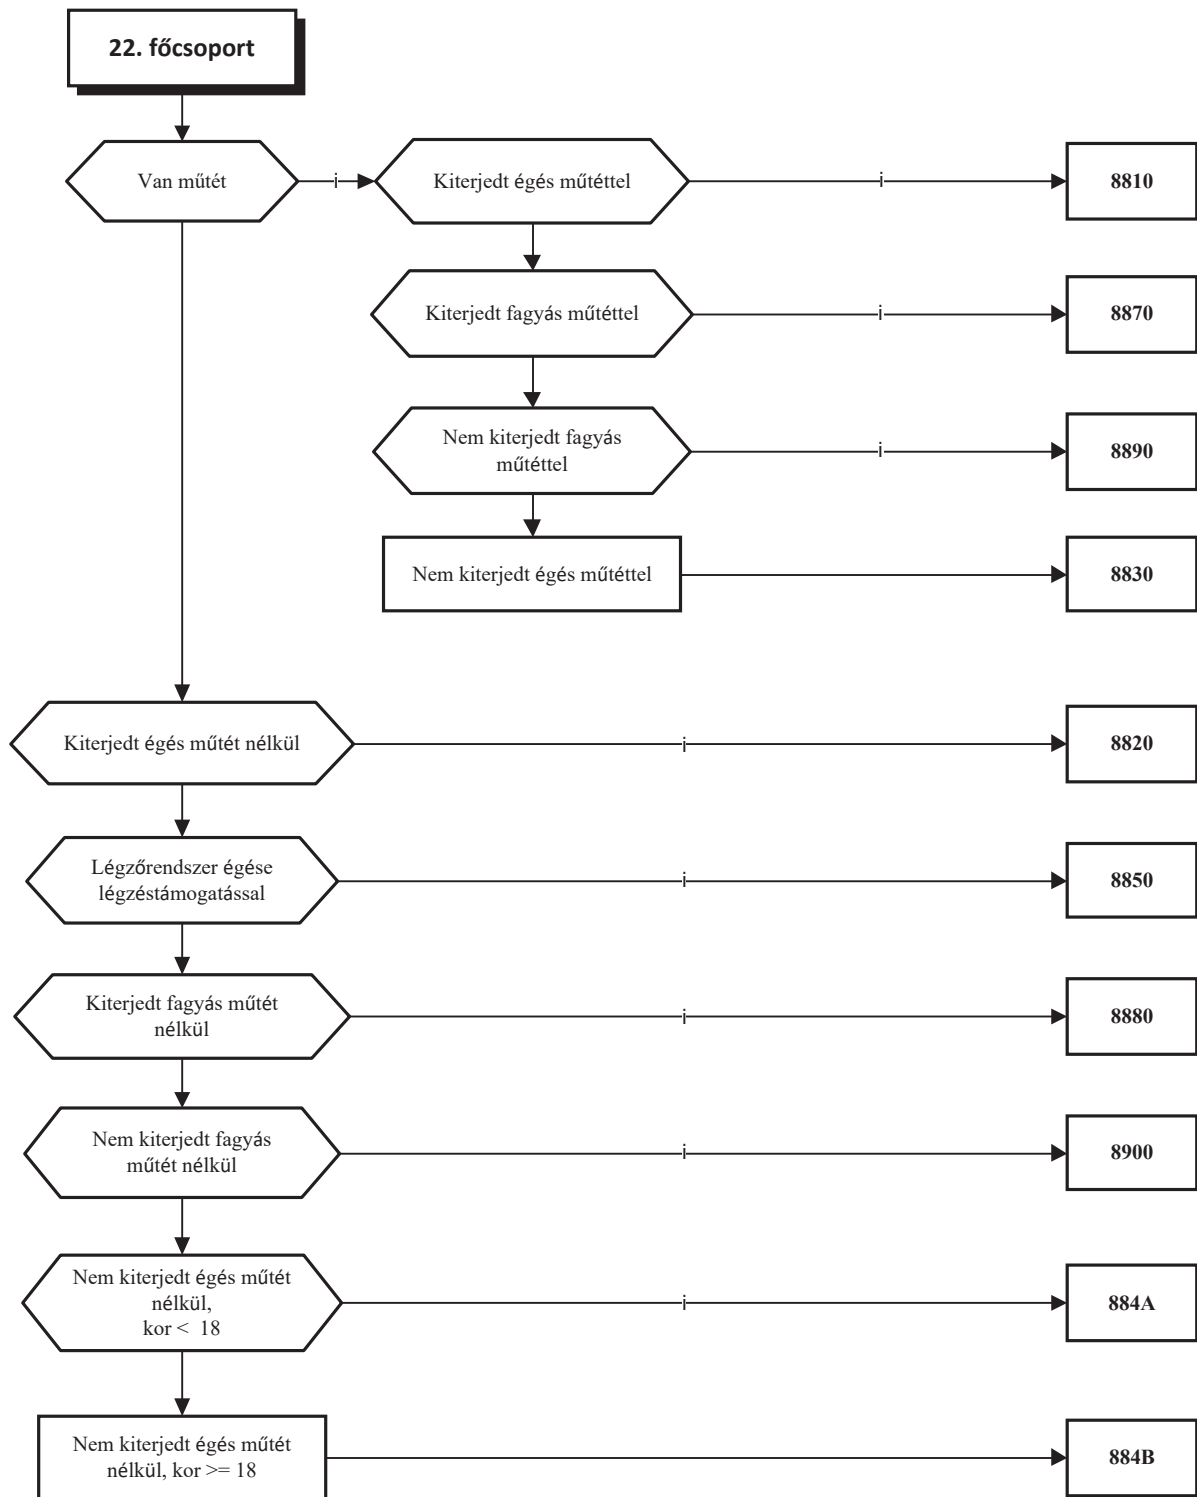 22. főcsoport
Van műtét
i
Kiterjedt égés műtéttel
i
8810
Kiterjedt fagyás műtéttel
i
8870
Nem kiterjedt fagyás
műtéttel
i
8890
Nem kiterjedt égés műtéttel
8830
Kiterjedt égés műtét nélkül
i
8820
Légzőrendszer égése
légzéstámogatással
i
8850
Kiterjedt fagyás műtét
nélkül
i
8880
Nem kiterjedt fagyás
műtét nélkül
i
8900
Nem kiterjedt égés műtét
nélkül,
kor < 18
i
884A
Nem kiterjedt égés műtét
nélkül, kor >= 18
884B